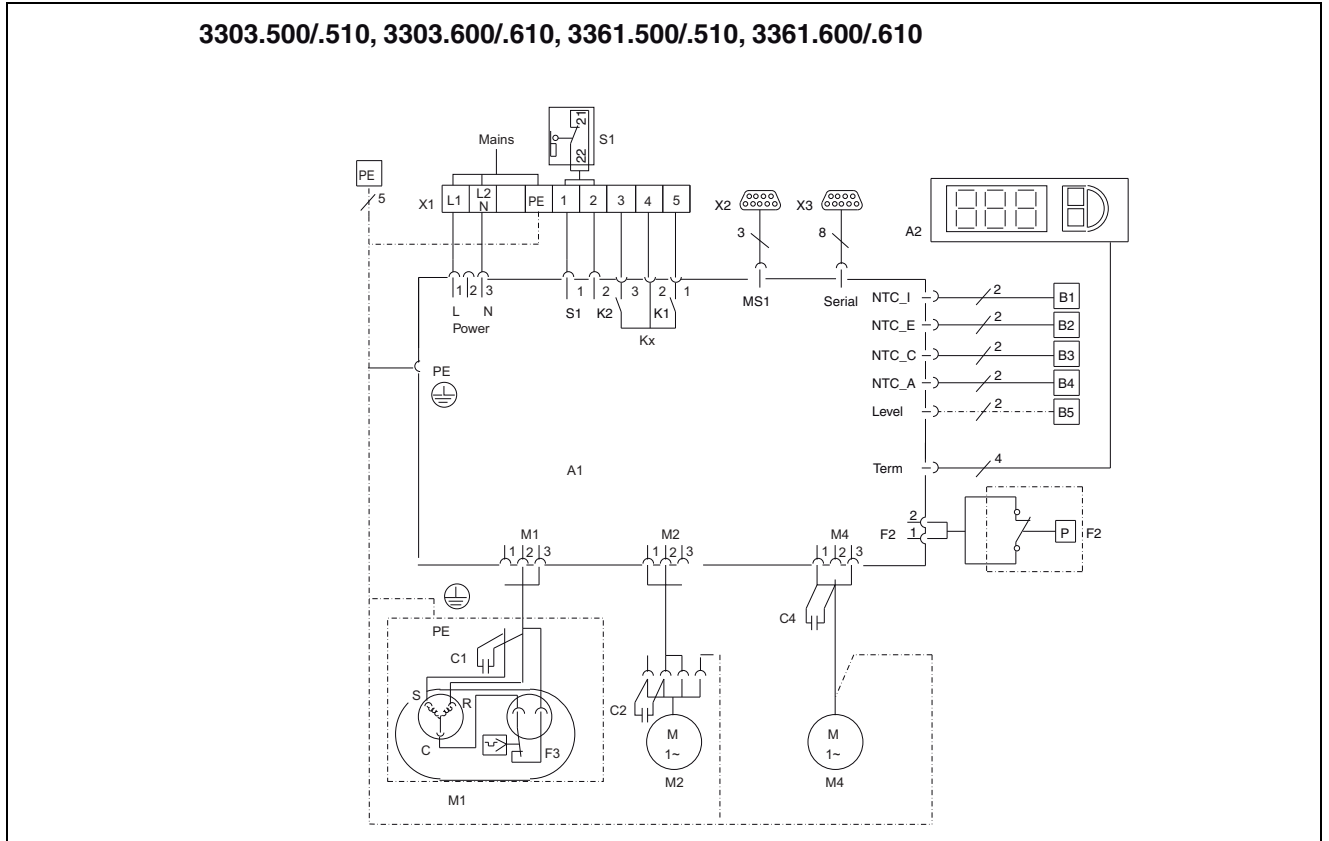 3303.500/.510, 3303.600/.610, 3361.500/.510, 3361.600/.610
21
22
S1
Mains
PE
5
X1
L1
L2
N
PE
1
2
3
4
5
X2
3
X3
8
A2
1 2 3
L N
Power
1 2 3 2 1
S1 K2 K1
Kx
MS1
Serial
NTC_I 2 B1
NTC_E 2 B2
NTC_C 2 B3
NTC_A 2 B4
Level 2 B5
Term 4
PE
A1
2
1
F2
P
F2
M1
1 2 3
M2
1 2 3
M4
1 2 3
PE
C1
S
R
C
F3
M1
C2
M
1~
M2
C4
M
1~
M4